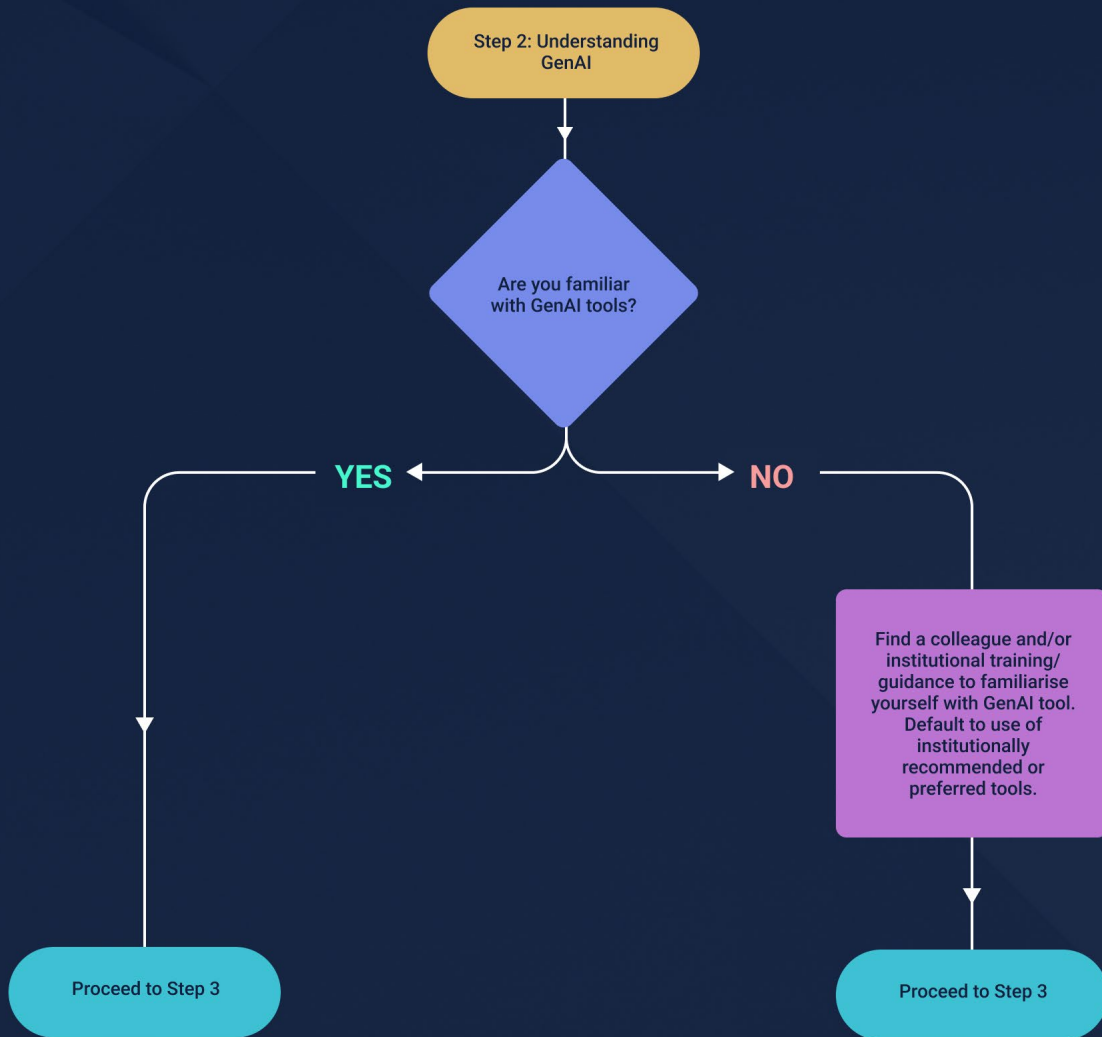 Step 2: Understanding
GenAI
Are you familiar
with GenAI tools?
YES
NO
Find a colleague and/or
institutional training/
guidance to familiarise
yourself with GenAI tool.
Default to use of
institutionally
recommended or
preferred tools.
Proceed to Step 3
Proceed to Step 3